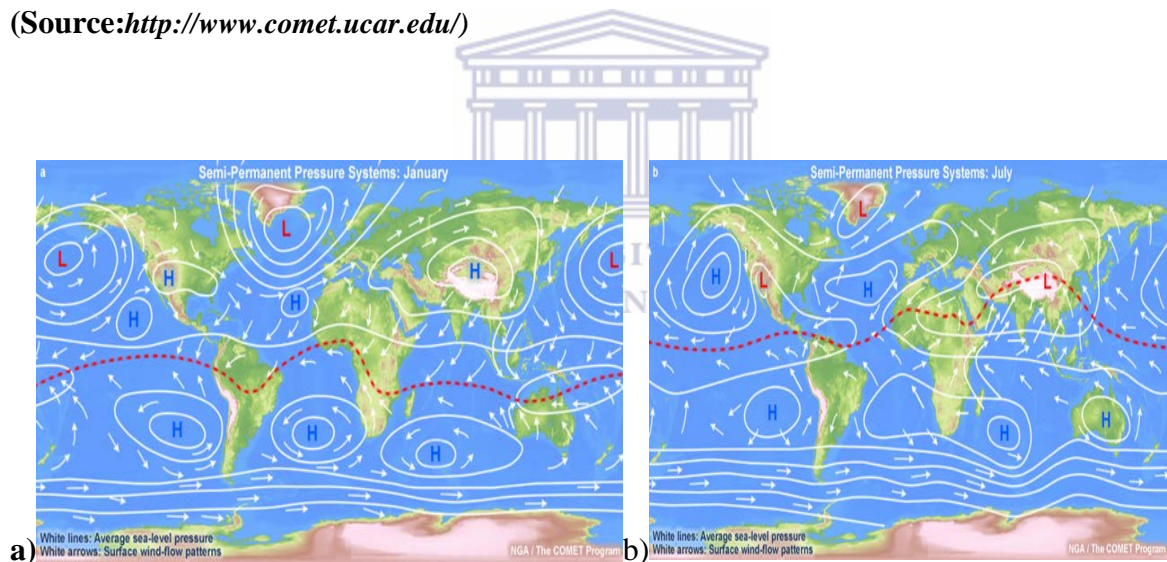 (Source:http://www.comet.ucar.edu/)
a Semi-Permanent Pressure Systems: January
L
H
L
H
H
H
H
H
H
White lines: Average sea-level pressure
White arrows: Surface wind-flow patterns
NGA / The COMET Program
a)
b Semi-Permanent Pressure Systems: July
L
H
L
H
L
H
H
H
White lines: Average sea-level pressure
White arrows: Surface wind-flow patterns
NGA / The COMET Program
b)